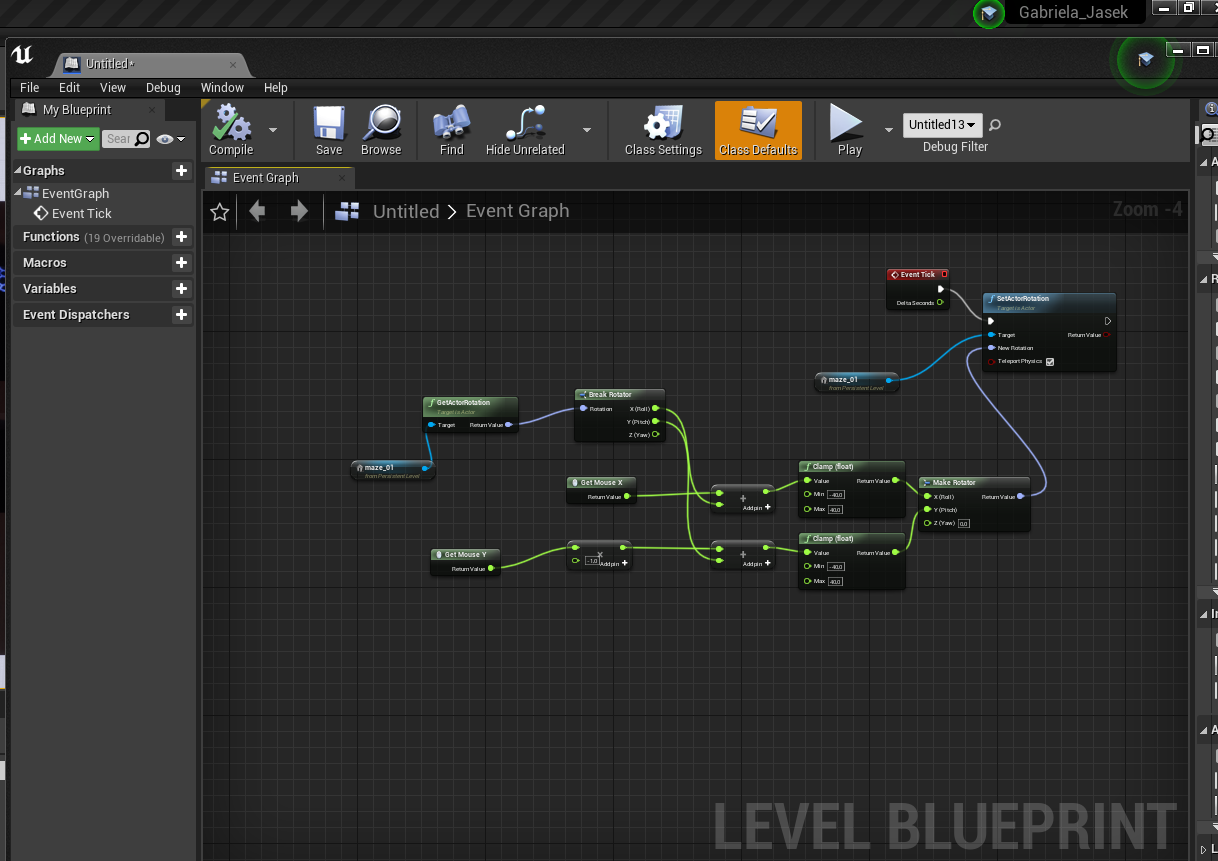 Gabriela_Jasek
Untitled*
File Edit View Debug Window Help
My Blueprint
Add New
Sear
Compile
Save
Browse
Find
Hide Unrelated
Class Settings
Class Defaults
Play
Untitled13
Debug Filter
Graphs
EventGraph
Event Tick
Functions (19 Overridable)
Macros
Variables
Event Dispatchers
Event Graph
Untitled > Event Graph
Zoom -4
Event Tick
Delta Seconds
SetActorRotation
Target is Actor
Target Return Value
New Rotation
Teleport Physics
maze_01
from Persistent Level
GetActorRotation
Target is Actor
Target Return Value
Break Rotator
Rotation X (Roll)
Y (Pitch)
Z (Yaw)
maze_01
from Persistent Level
Get Mouse X
Return Value
+
Add pin +
Clamp (float)
Value Return Value
Min -40,0
Max 40,0
Make Rotator
X (Roll) Return Value
Y (Pitch)
Z (Yaw) 0,0
Get Mouse Y
Return Value
×
-1,0 Add pin +
+
Add pin +
Clamp (float)
Value Return Value
Min -40,0
Max 40,0
LEVEL BLUEPRINT